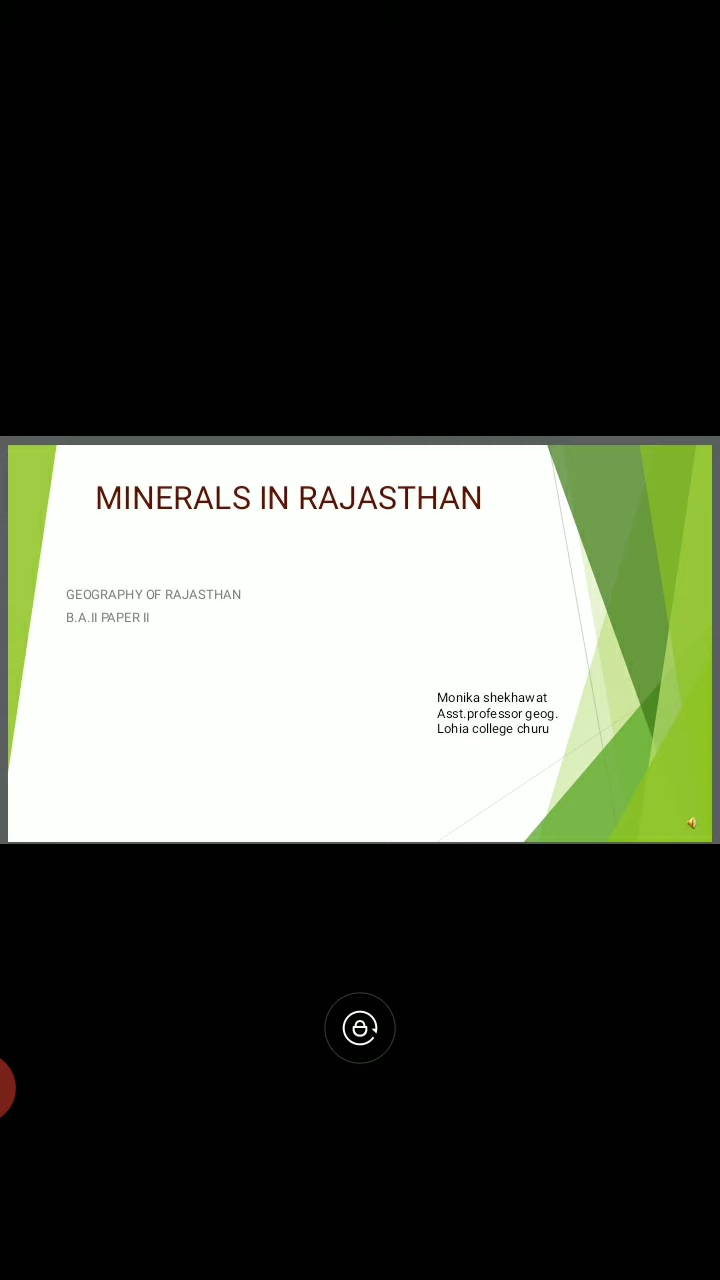 MINERALS IN RAJASTHAN
GEOGRAPHY OF RAJASTHAN
B.A.II PAPER II
Monika shekhawat
Asst.professor geog.
Lohia college churu